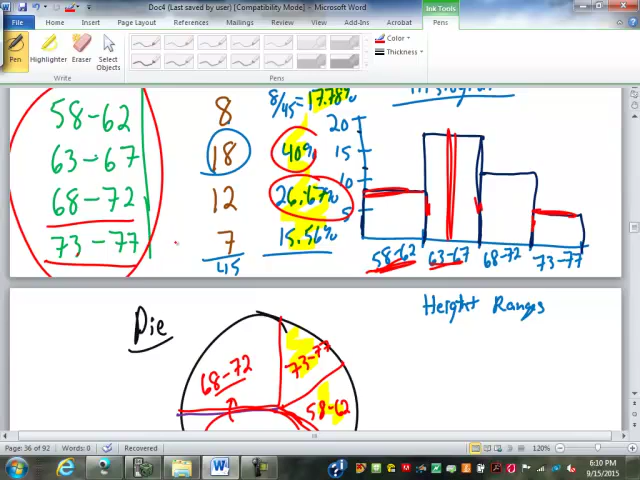 Doc4 (Last saved by user) [Compatibility Mode] - Microsoft Word
Ink Tools
File Home Insert Page Layout References Mailings Review View Add-Ins Acrobat Pens
Pen Highlighter Eraser Select Objects
Color
Thickness
Write
Pens
58-62 8 8/45=17.78%
63-67 18 40%
68-72 12 26.67%
73-77 7 15.56%
45
20
15
10
5
58-62 63-67 68-72 73-77
Height Ranges
Pie
68-72
73-77
58-62
Page: 36 of 92 Words: 0 Recovered 120%
6:10 PM
9/15/2015